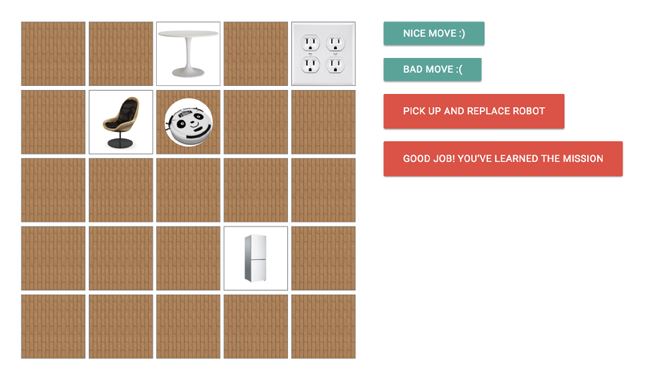 NICE MOVE :)
BAD MOVE :(
PICK UP AND REPLACE ROBOT
GOOD JOB! YOU'VE LEARNED THE MISSION